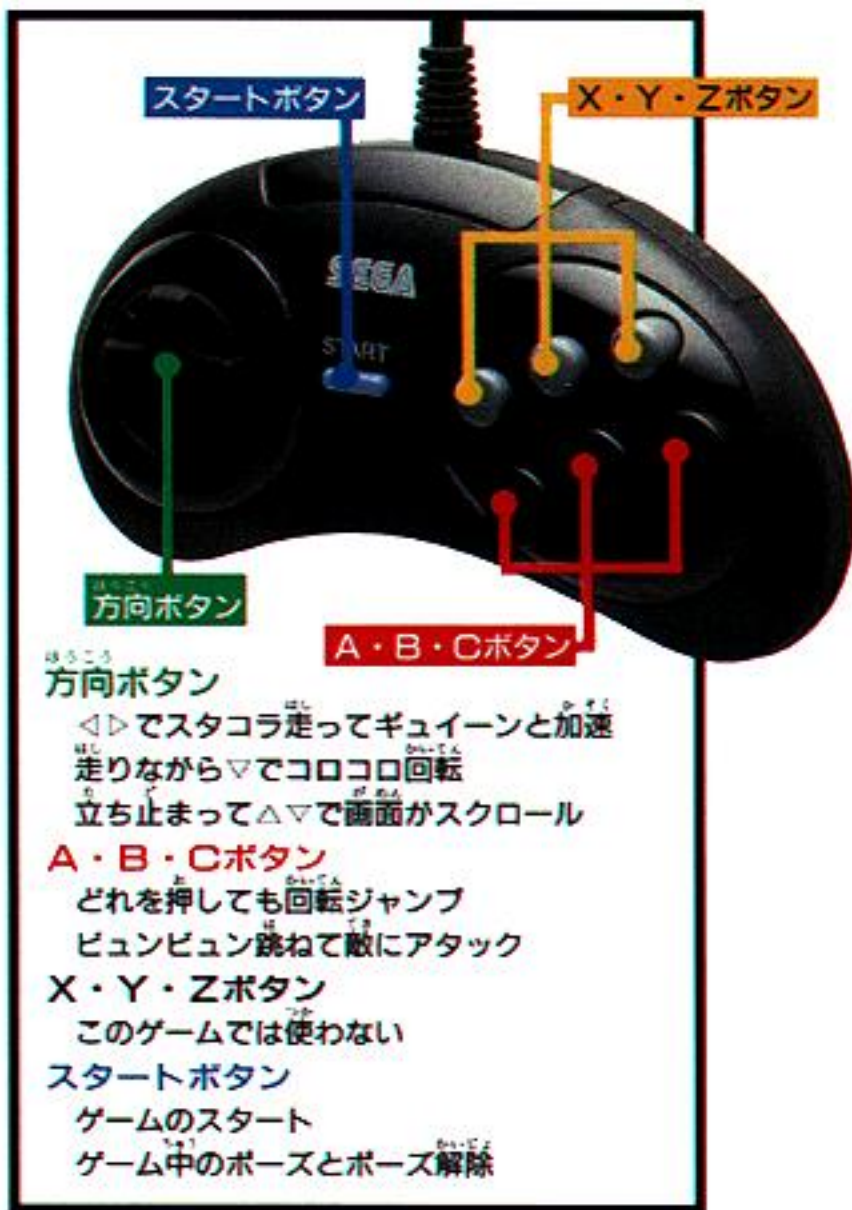 スタートボタン
X・Y・Zボタン
SEGA
START
方向ボタン
A・B・Cボタン
方向ボタン
◁▷でスタコラ走ってギュイーンと加速
走りながら▽でコロコロ回転
立ち止まって△▽で画面がスクロール
A・B・Cボタン
どれを押しても回転ジャンプ
ビュンビュン跳ねて敵にアタック
X・Y・Zボタン
このゲームでは使わない
スタートボタン
ゲームのスタート
ゲーム中のポーズとポーズ解除